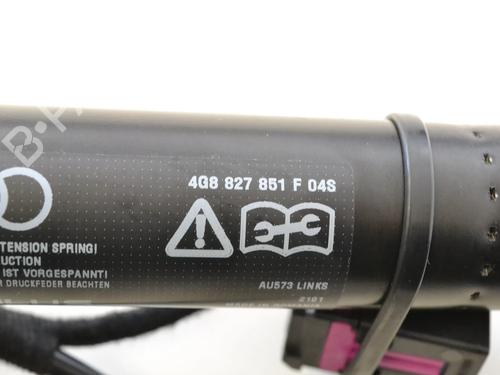 4G8 827 851 F 04S
TENSION SPRING!
UCTION
IST VORGESPANNT!
R DRUCKFEDER BEACHTEN
AU573 LINKS
2101